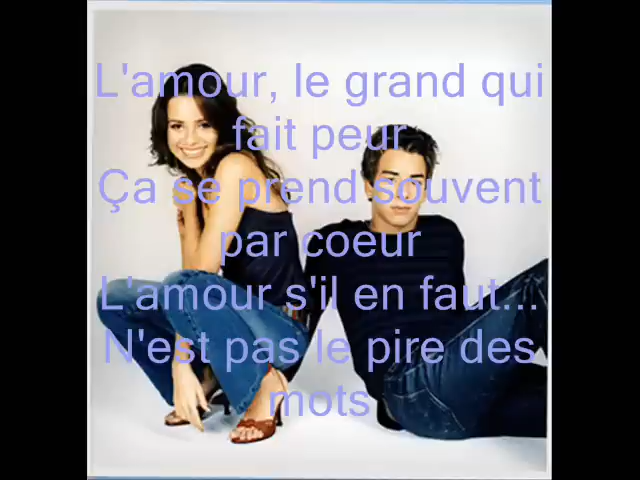 L'amour, le grand qui
fait peur
Ça se prend souvent
par coeur
L'amour s'il en faut...
N'est pas le pire des
mots